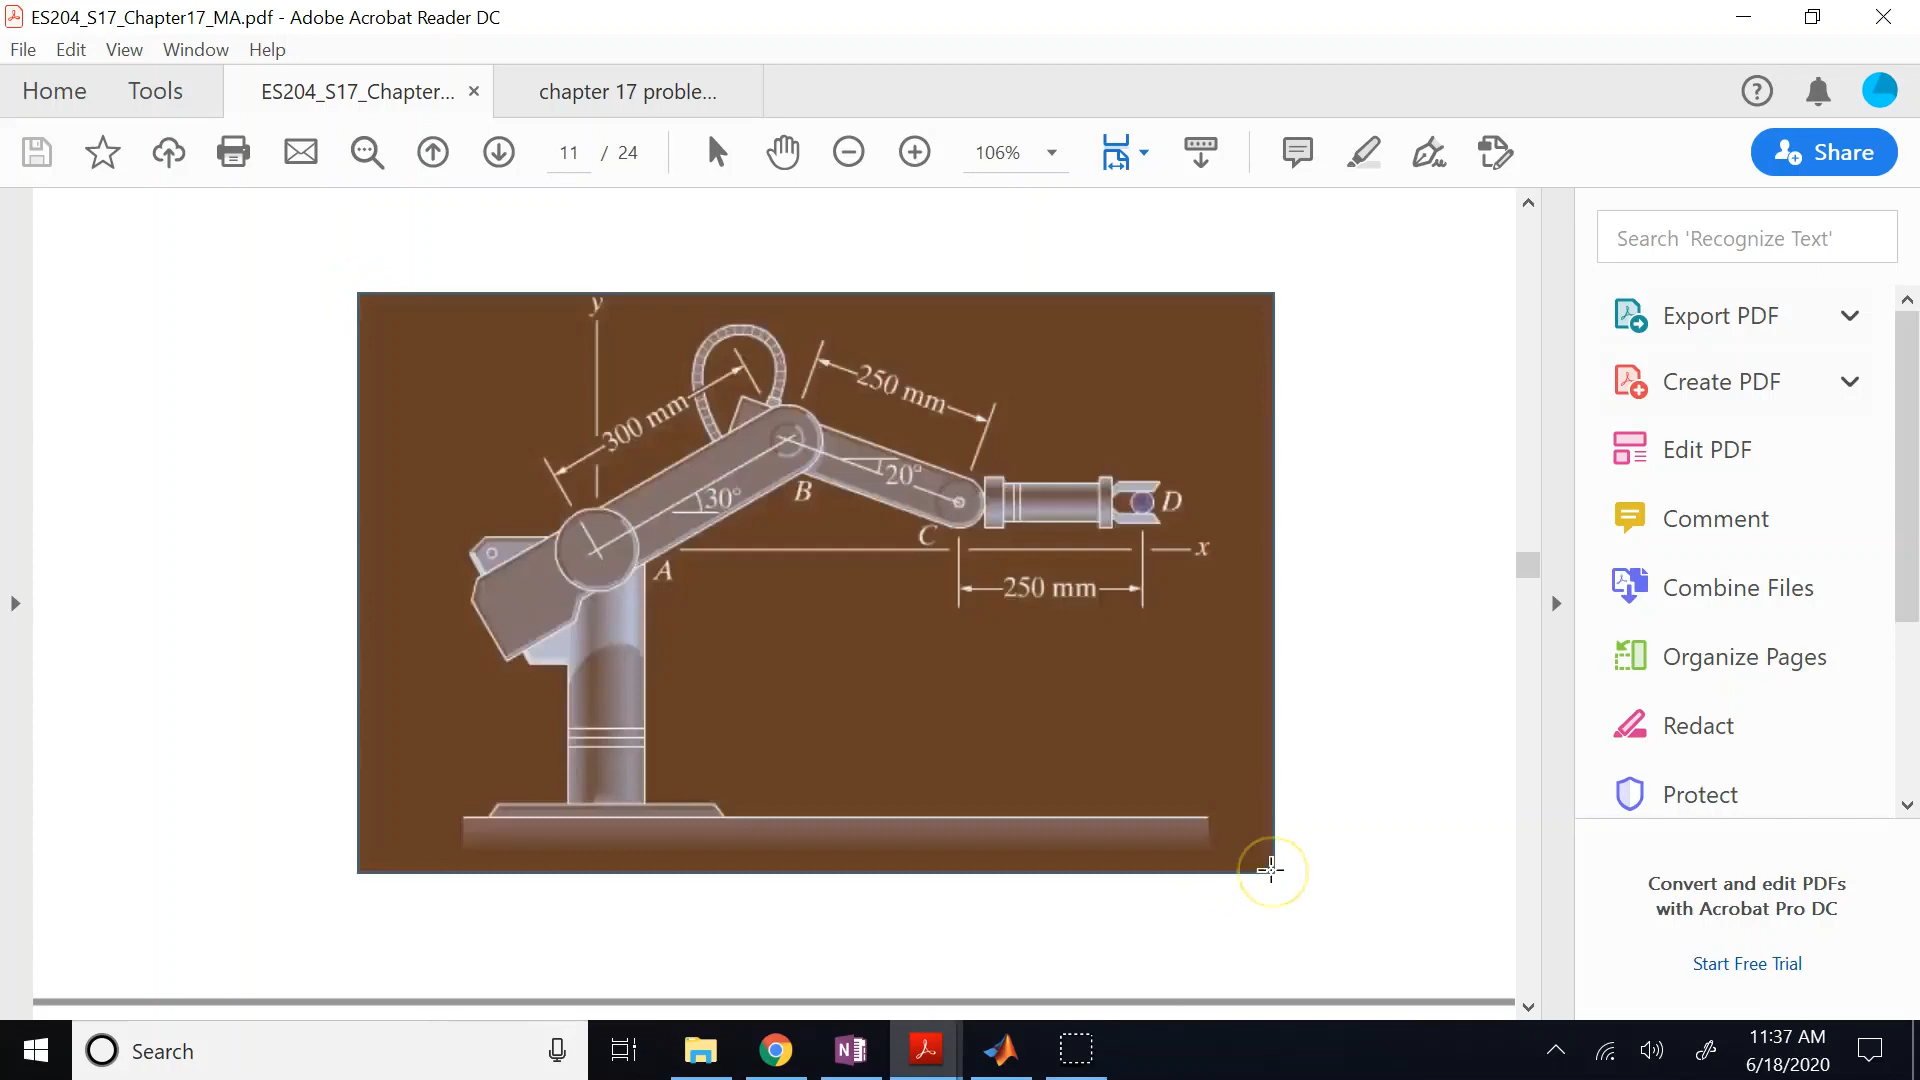 ES204_S17_Chapter17_MA.pdf - Adobe Acrobat Reader DC
File Edit View Window Help
Home Tools ES204_S17_Chapter... × chapter 17 proble...
11 / 24 106% Share
Search 'Recognize Text'
Export PDF
Create PDF
Edit PDF
Comment
Combine Files
Organize Pages
Redact
Protect
Convert and edit PDFs
with Acrobat Pro DC
Start Free Trial
y
250 mm
300 mm
20°
30°
B
D
C
x
A
250 mm
Search
11:37 AM
6/18/2020